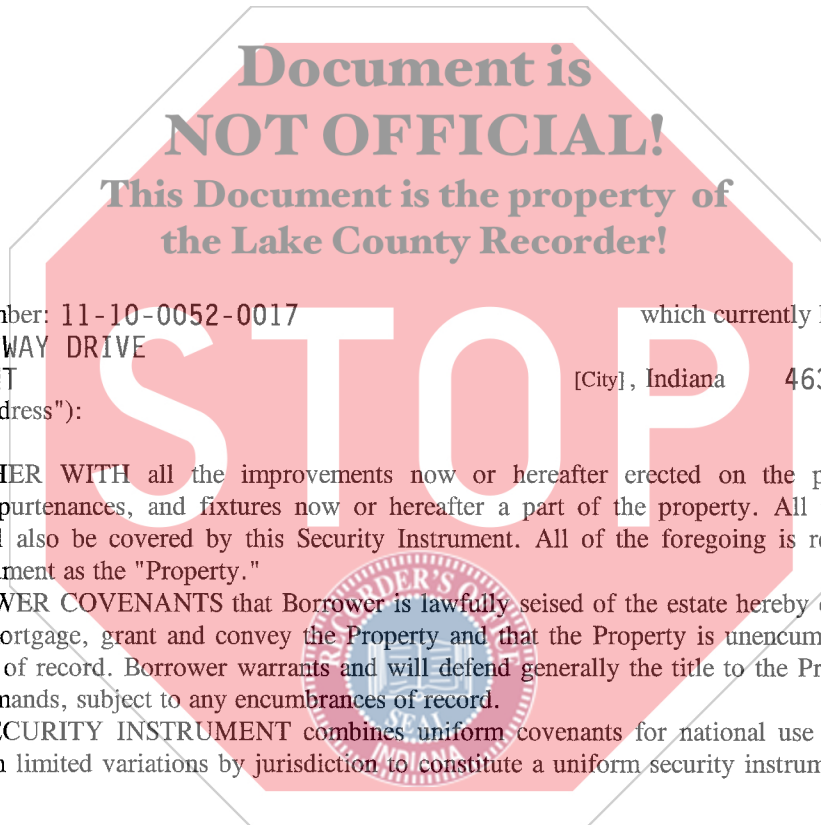 Document is
NOT OFFICIAL!
This Document is the property of
the Lake County Recorder!
STOP
nber: 11-10-0052-0017 which currently
WAY DRIVE
[City], Indiana 463
dress"):
HER WITH all the improvements now or hereafter erected on the p
purtenances, and fixtures now or hereafter a part of the property. All
also be covered by this Security Instrument. All of the foregoing is re
ment as the "Property."
WER COVENANTS that Borrower is lawfully seised of the estate hereby
ortgage, grant and convey the Property and that the Property is unencum
of record. Borrower warrants and will defend generally the title to the Pr
mands, subject to any encumbrances of record.
CURITY INSTRUMENT combines uniform covenants for national use
limited variations by jurisdiction to constitute a uniform security instrum
RECORDER'S OFFICE
SEAL
INDIANA